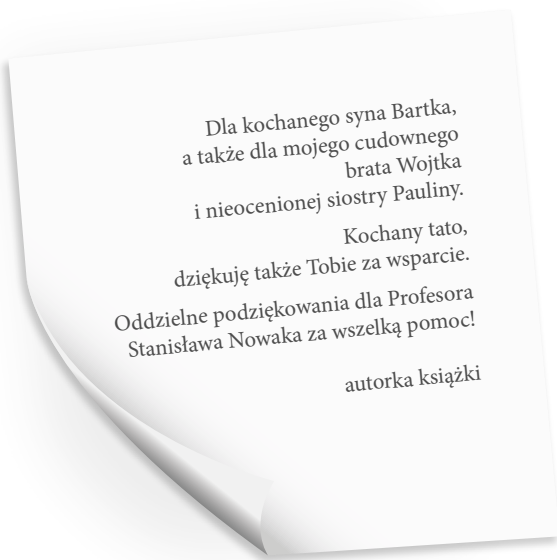 Dla kochanego syna Bartka,
a także dla mojego cudownego
brata Wojtka
i nieocenionej siostry Pauliny.
Kochany tato,
dziękuję także Tobie za wsparcie.
Oddzielne podziękowania dla Profesora
Stanisława Nowaka za wszelką pomoc!
autorka książki